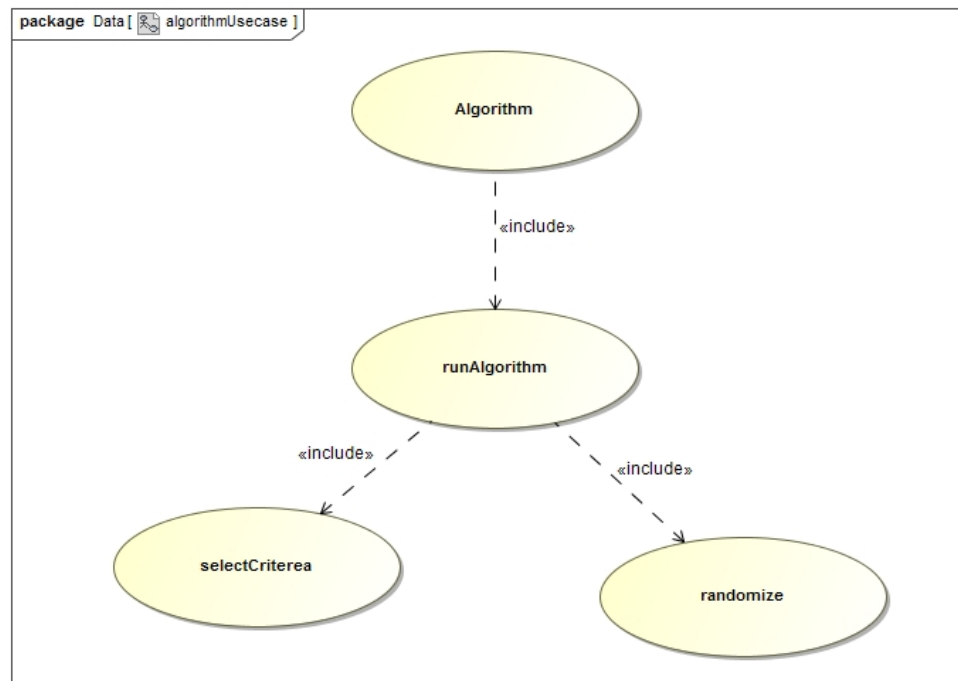 package Data [ algorithmUsecase ]
Algorithm
«include»
runAlgorithm
«include»
«include»
selectCriterea
randomize